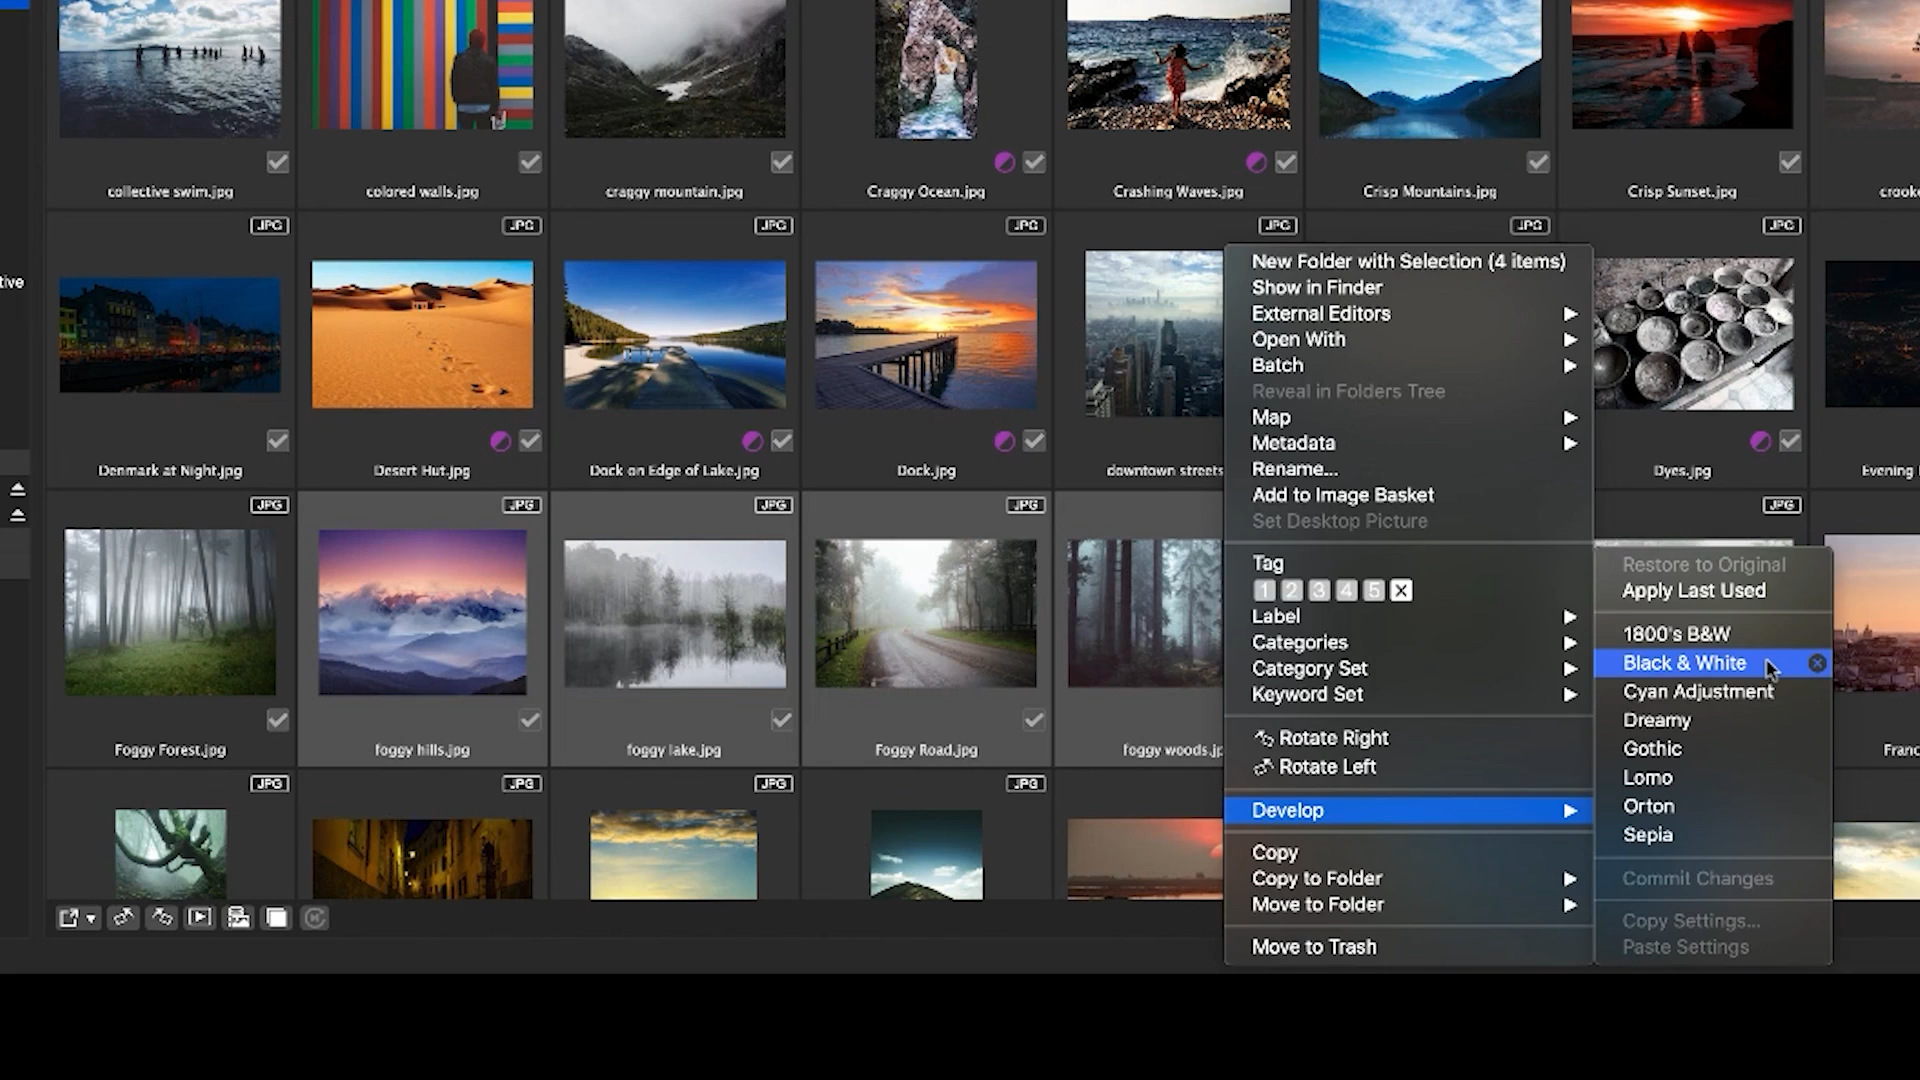 collective swim.jpg
colored walls.jpg
craggy mountain.jpg
Craggy Ocean.jpg
Crashing Waves.jpg
Crisp Mountains.jpg
Crisp Sunset.jpg
crook
JPG
JPG
JPG
JPG
JPG
JPG
JPG
tive
Denmark at Night.jpg
Desert Hut.jpg
Dock on Edge of Lake.jpg
Dock.jpg
downtown streets
Dyes.jpg
Evening
JPG
JPG
JPG
JPG
JPG
Foggy Forest.jpg
foggy hills.jpg
foggy lake.jpg
Foggy Road.jpg
foggy woods.jp
Franc
JPG
JPG
JPG
JPG
New Folder with Selection (4 items)
Show in Finder
External Editors
Open With
Batch
Reveal in Folders Tree
Map
Metadata
Rename...
Add to Image Basket
Set Desktop Picture
Tag
1 2 3 4 5 X
Label
Categories
Category Set
Keyword Set
Rotate Right
Rotate Left
Develop
Copy
Copy to Folder
Move to Folder
Move to Trash
Restore to Original
Apply Last Used
1800's B&W
Black & White
Cyan Adjustment
Dreamy
Gothic
Lomo
Orton
Sepia
Commit Changes
Copy Settings...
Paste Settings